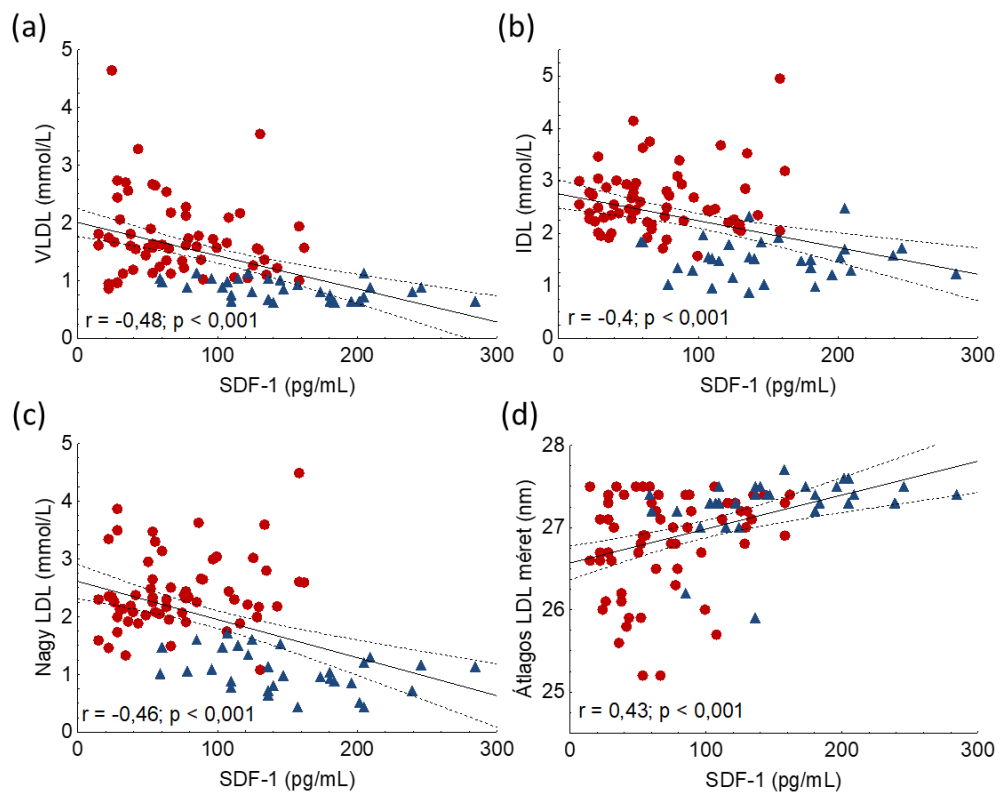 (a)
VLDL (mmol/L)
5
4
3
2
1
0
r = -0,48; p < 0,001
0
100
200
300
SDF-1 (pg/mL)
(b)
IDL (mmol/L)
5
4
3
2
1
0
r = -0,4; p < 0,001
0
100
200
300
SDF-1 (pg/mL)
(c)
Nagy LDL (mmol/L)
5
4
3
2
1
0
r = -0,46; p < 0,001
0
100
200
300
SDF-1 (pg/mL)
(d)
Átlagos LDL méret (nm)
28
27
26
25
r = 0,43; p < 0,001
0
100
200
300
SDF-1 (pg/mL)